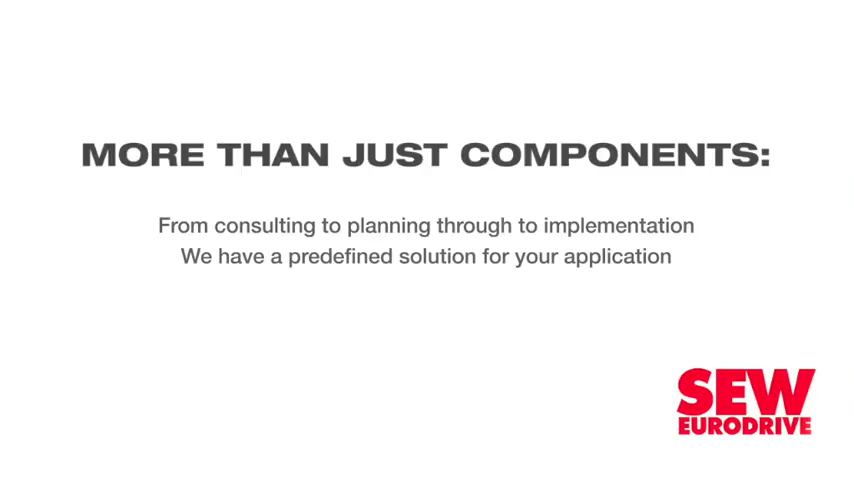 MORE THAN JUST COMPONENTS:
From consulting to planning through to implementation
We have a predefined solution for your application
SEW
EURODRIVE